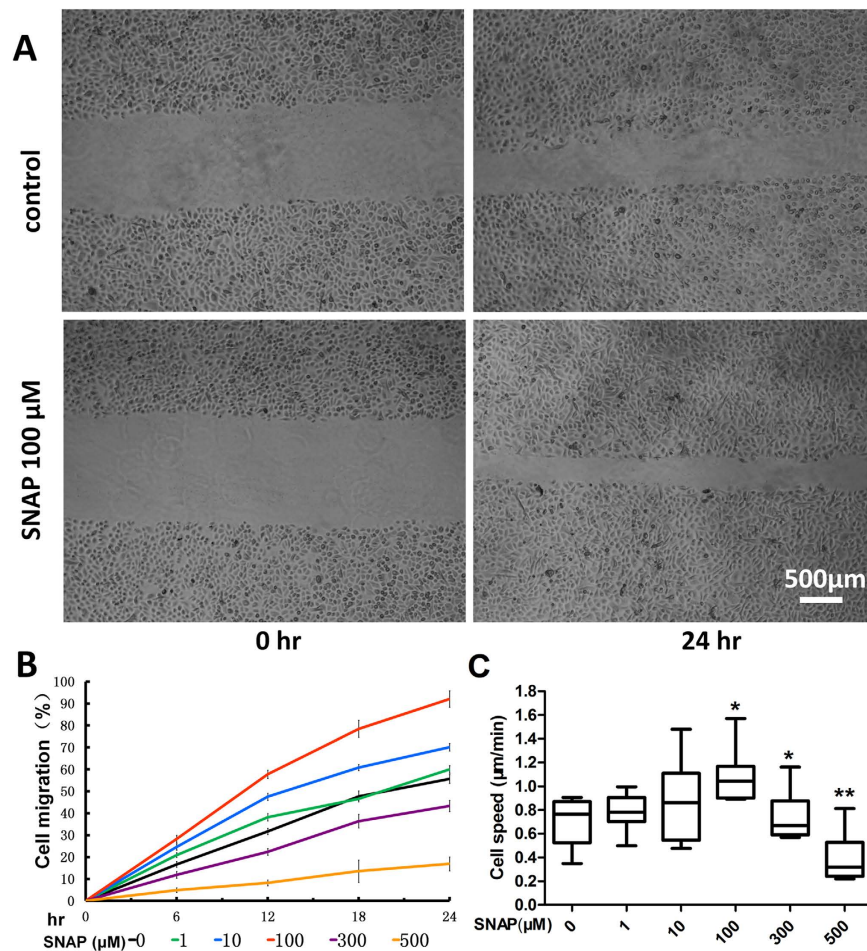 A
control
SNAP 100 μM
500μm
0 hr
24 hr
B
Cell migration (%)
100
90
80
70
60
50
40
30
20
10
0
hr
0 6 12 18 24
SNAP (μM) 0 1 10 100 300 500
C
Cell speed (μm/min)
1.8
1.6
1.4
1.2
1.0
0.8
0.6
0.4
0.2
0.0
*
*
**
SNAP(μM) 0 1 10 100 300 500